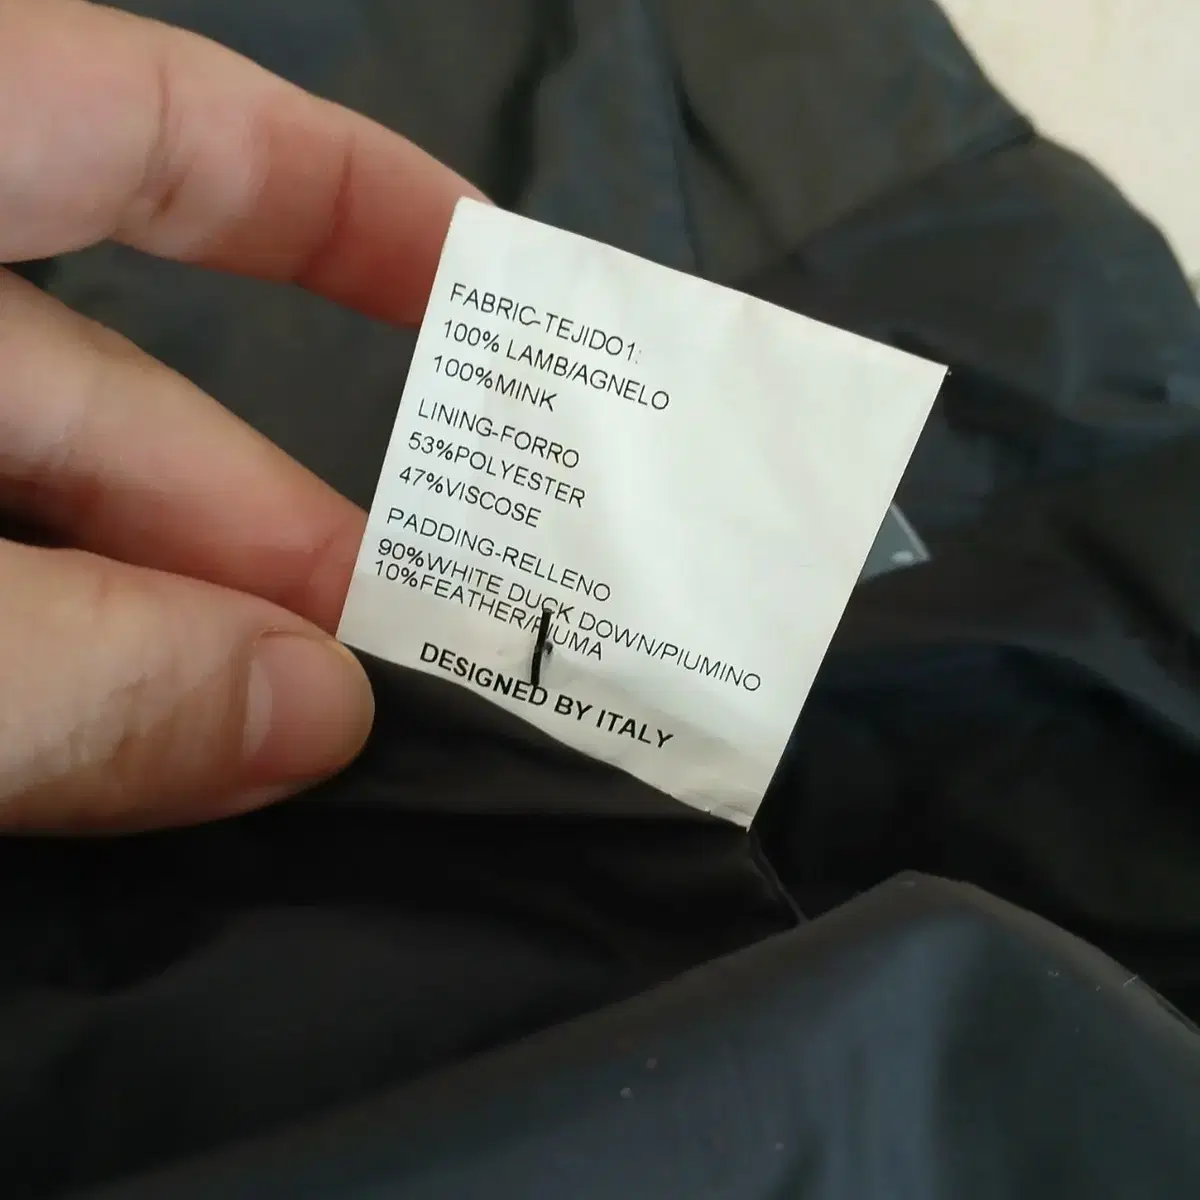 FABRIC-TEJIDO1:
100% LAMB/AGNELO
100%MINK
LINING-FORRO
53%POLYESTER
47%VISCOSE
PADDING-RELLENO
90%WHITE DUCK DOWN/PIUMINO
10%FEATHER/PIUMA
DESIGNED BY ITALY